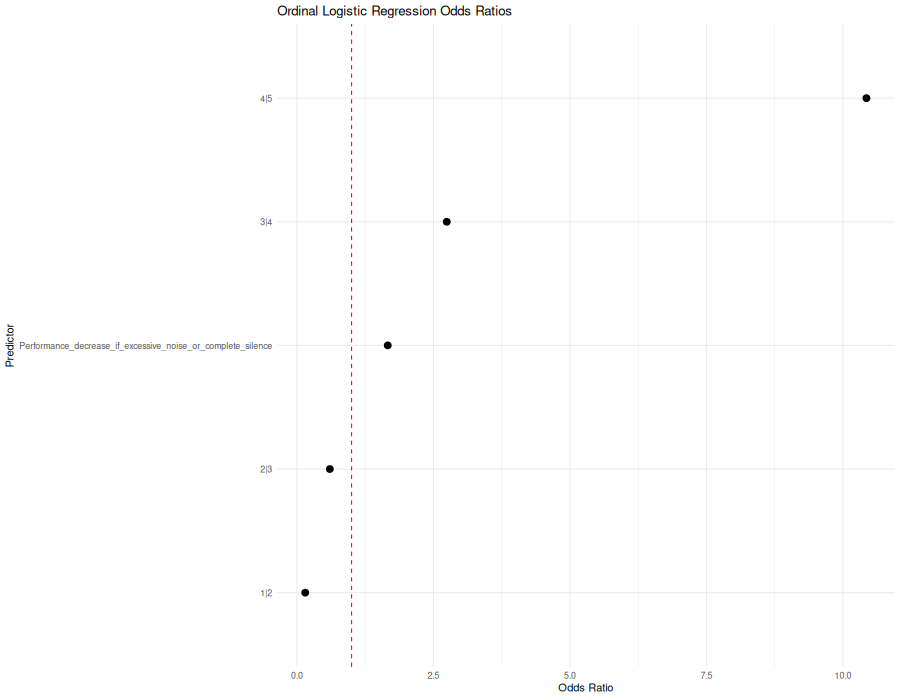 Ordinal Logistic Regression Odds Ratios
4|5
3|4
Performance_decrease_if_excessive_noise_or_complete_silence
2|3
1|2
Predictor
0.0 2.5 5.0 7.5 10.0
Odds Ratio